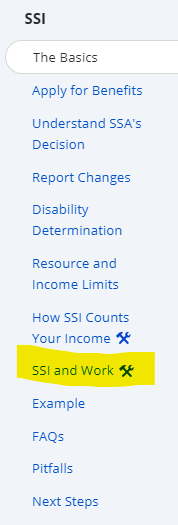 SSI
The Basics
Apply for Benefits
Understand SSA's
Decision
Report Changes
Disability
Determination
Resource and
Income Limits
How SSI Counts
Your Income
SSI and Work
Example
FAQs
Pitfalls
Next Steps